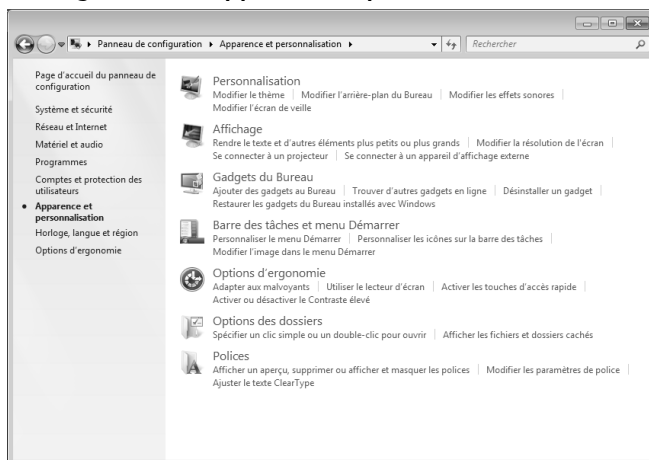 Panneau de configuration ▸ Apparence et personnalisation ▸
Rechercher
Page d'accueil du panneau de
configuration
Système et sécurité
Réseau et Internet
Matériel et audio
Programmes
Comptes et protection des
utilisateurs
• Apparence et
personnalisation
Horloge, langue et région
Options d'ergonomie
Personnalisation
Modifier le thème | Modifier l'arrière-plan du Bureau | Modifier les effets sonores |
Modifier l'écran de veille
Affichage
Rendre le texte et d'autres éléments plus petits ou plus grands | Modifier la résolution de l'écran |
Se connecter à un projecteur | Se connecter à un appareil d'affichage externe
Gadgets du Bureau
Ajouter des gadgets au Bureau | Trouver d'autres gadgets en ligne | Désinstaller un gadget |
Restaurer les gadgets du Bureau installés avec Windows
Barre des tâches et menu Démarrer
Personnaliser le menu Démarrer | Personnaliser les icônes sur la barre des tâches |
Modifier l'image dans le menu Démarrer
Options d'ergonomie
Adapter aux malvoyants | Utiliser le lecteur d'écran | Activer les touches d'accès rapide |
Activer ou désactiver le Contraste élevé
Options des dossiers
Spécifier un clic simple ou un double-clic pour ouvrir | Afficher les fichiers et dossiers cachés
Polices
Afficher un aperçu, supprimer ou afficher et masquer les polices | Modifier les paramètres de police |
Ajuster le texte ClearType